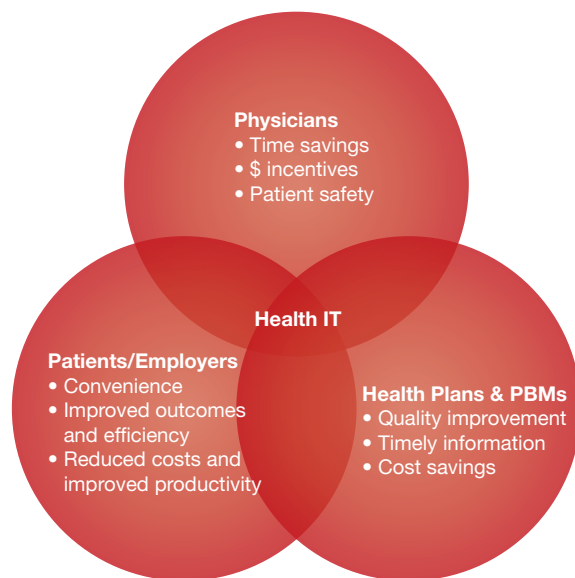 Physicians
• Time savings
• $ incentives
• Patient safety
Health IT
Patients/Employers
• Convenience
• Improved outcomes
and efficiency
• Reduced costs and
improved productivity
Health Plans & PBMs
• Quality improvement
• Timely information
• Cost savings